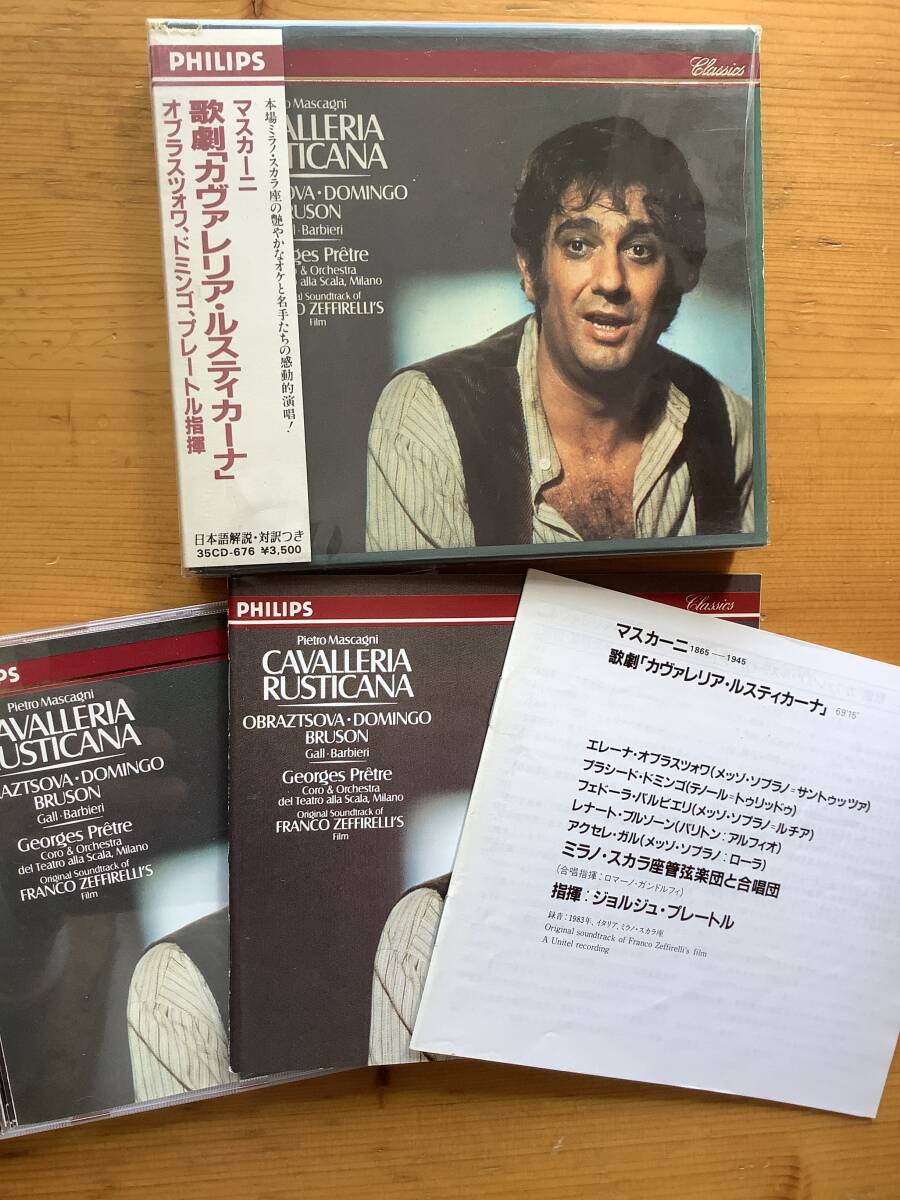 PHILIPS
マスカーニ
歌劇「カヴァレリア・ルスティカーナ」
オブラスツォワ、ドミンゴ、プレートル指揮
本場ミラノ・スカラ座の艶やかなオケと名手たちの感動的演唱!
日本語解説・対訳つき
35CD-676 ¥3,500
Classics
ro Mascagni
ALLERIA
STICANA
OVA・DOMINGO
USON
ll・Barbieri
rges Prêtre
o & Orchestra
o alla Scala, Milano
nal Soundtrack of
CO ZEFFIRELLI'S
Film
PS
Pietro Mascagni
AVALLERIA
USTICANA
RAZTSOVA・DOMINGO
BRUSON
Gall・Barbieri
Georges Prêtre
Coro & Orchestra
del Teatro alla Scala, Milano
Original Soundtrack of
FRANCO ZEFFIRELLI'S
Film
PHILIPS
Classics
Pietro Mascagni
CAVALLERIA
RUSTICANA
OBRAZTSOVA・DOMINGO
BRUSON
Gall・Barbieri
Georges Prêtre
Coro & Orchestra
del Teatro alla Scala, Milano
Original Soundtrack of
FRANCO ZEFFIRELLI'S
Film
マスカーニ 1865—1945
歌劇「カヴァレリア・ルスティカーナ」 69'15"
エレーナ・オブラスツォワ(メッゾ・ソプラノ=サントゥッツァ)
プラシード・ドミンゴ(テノール=トゥリッドゥ)
フェドーラ・バルビエリ(メッゾ・ソプラノ=ルチア)
レナート・ブルゾーン(バリトン:アルフィオ)
アクセレ・ガル(メッゾ・ソプラノ:ローラ)
ミラノ・スカラ座管弦楽団と合唱団
(合唱指揮:ロマーノ・ガンドルフィ)
指揮:ジョルジュ・プレートル
録音:1983年、イタリア、ミラノ・スカラ座
Original soundtrack of Franco Zeffirelli's film
A Unitel recording